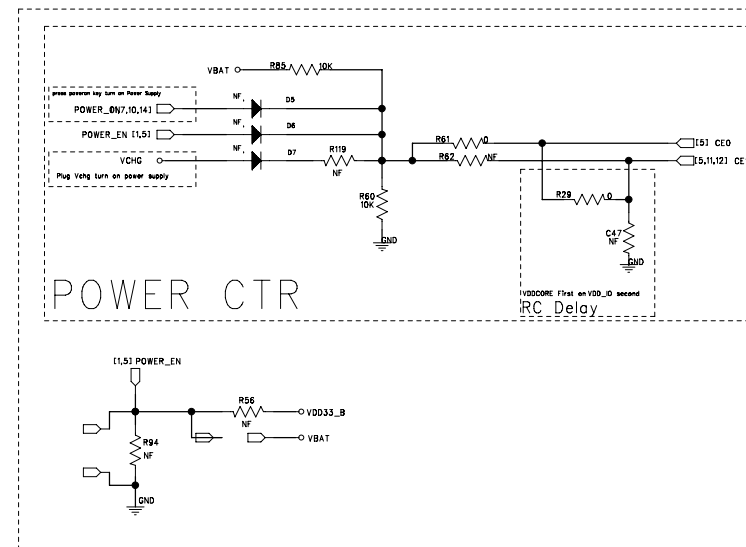 VBAT R85 10K
press poweron key turn on Power Supply
NF, D5
POWER_ON7,10,14]
NF, D6
POWER_EN [1,5]
NF, D7
VCHG R119
NF
Plug Vchg turn on power supply
R61 0
[5] CE0
R62 NF
[5,11,12] CE
R60
10K
GND
R29 0
C47
NF
GND
VDDCORE First on VDD_IO second
RC Delay
POWER CTR
[1,5] POWER_EN
R56
NF
VDD33_B
VBAT
R94
NF
GND